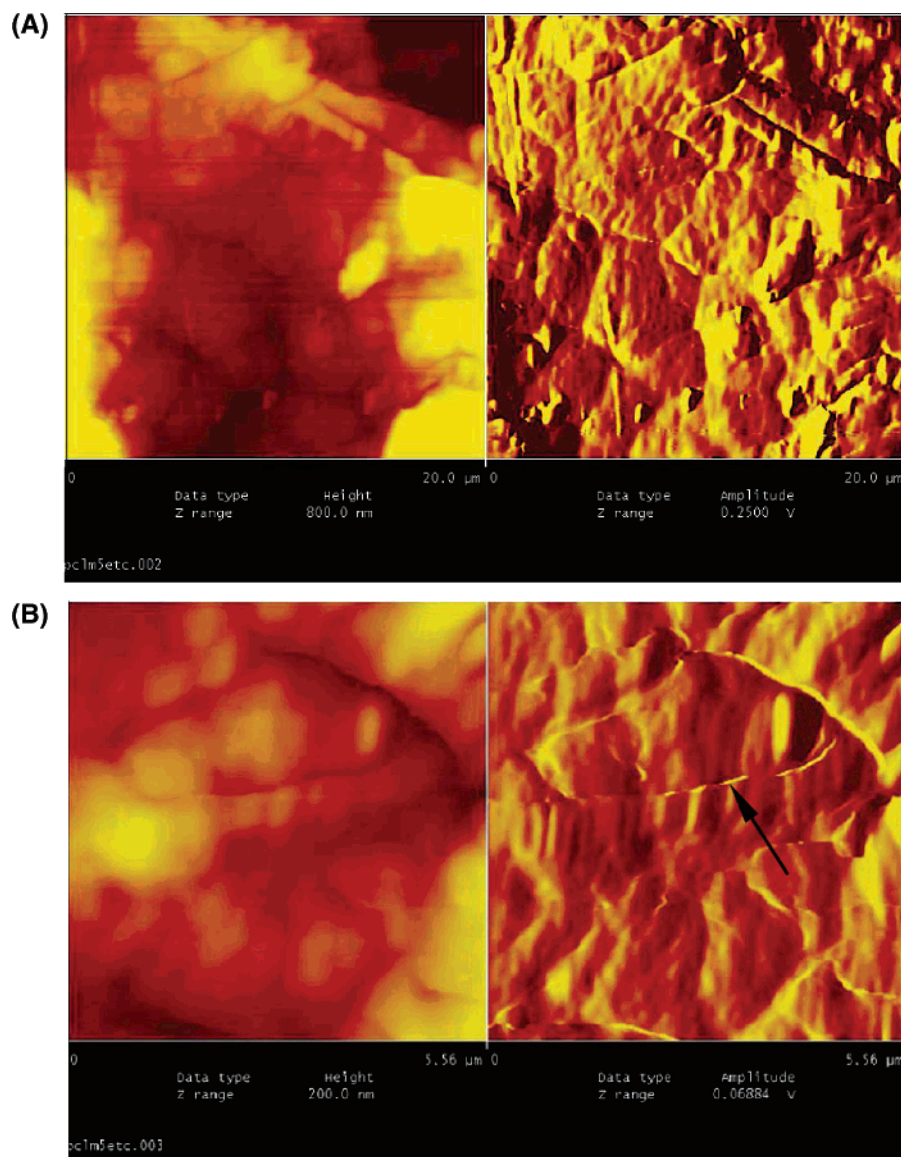 (A)
0 20.0 μm 0 20.0 μm
Data type Height Data type Amplitude
Z range 800.0 nm Z range 0.2500 V
pclm5etc.002
(B)
0 5.56 μm 0 5.56 μm
Data type Height Data type Amplitude
Z range 200.0 nm Z range 0.06884 V
pclm5etc.003